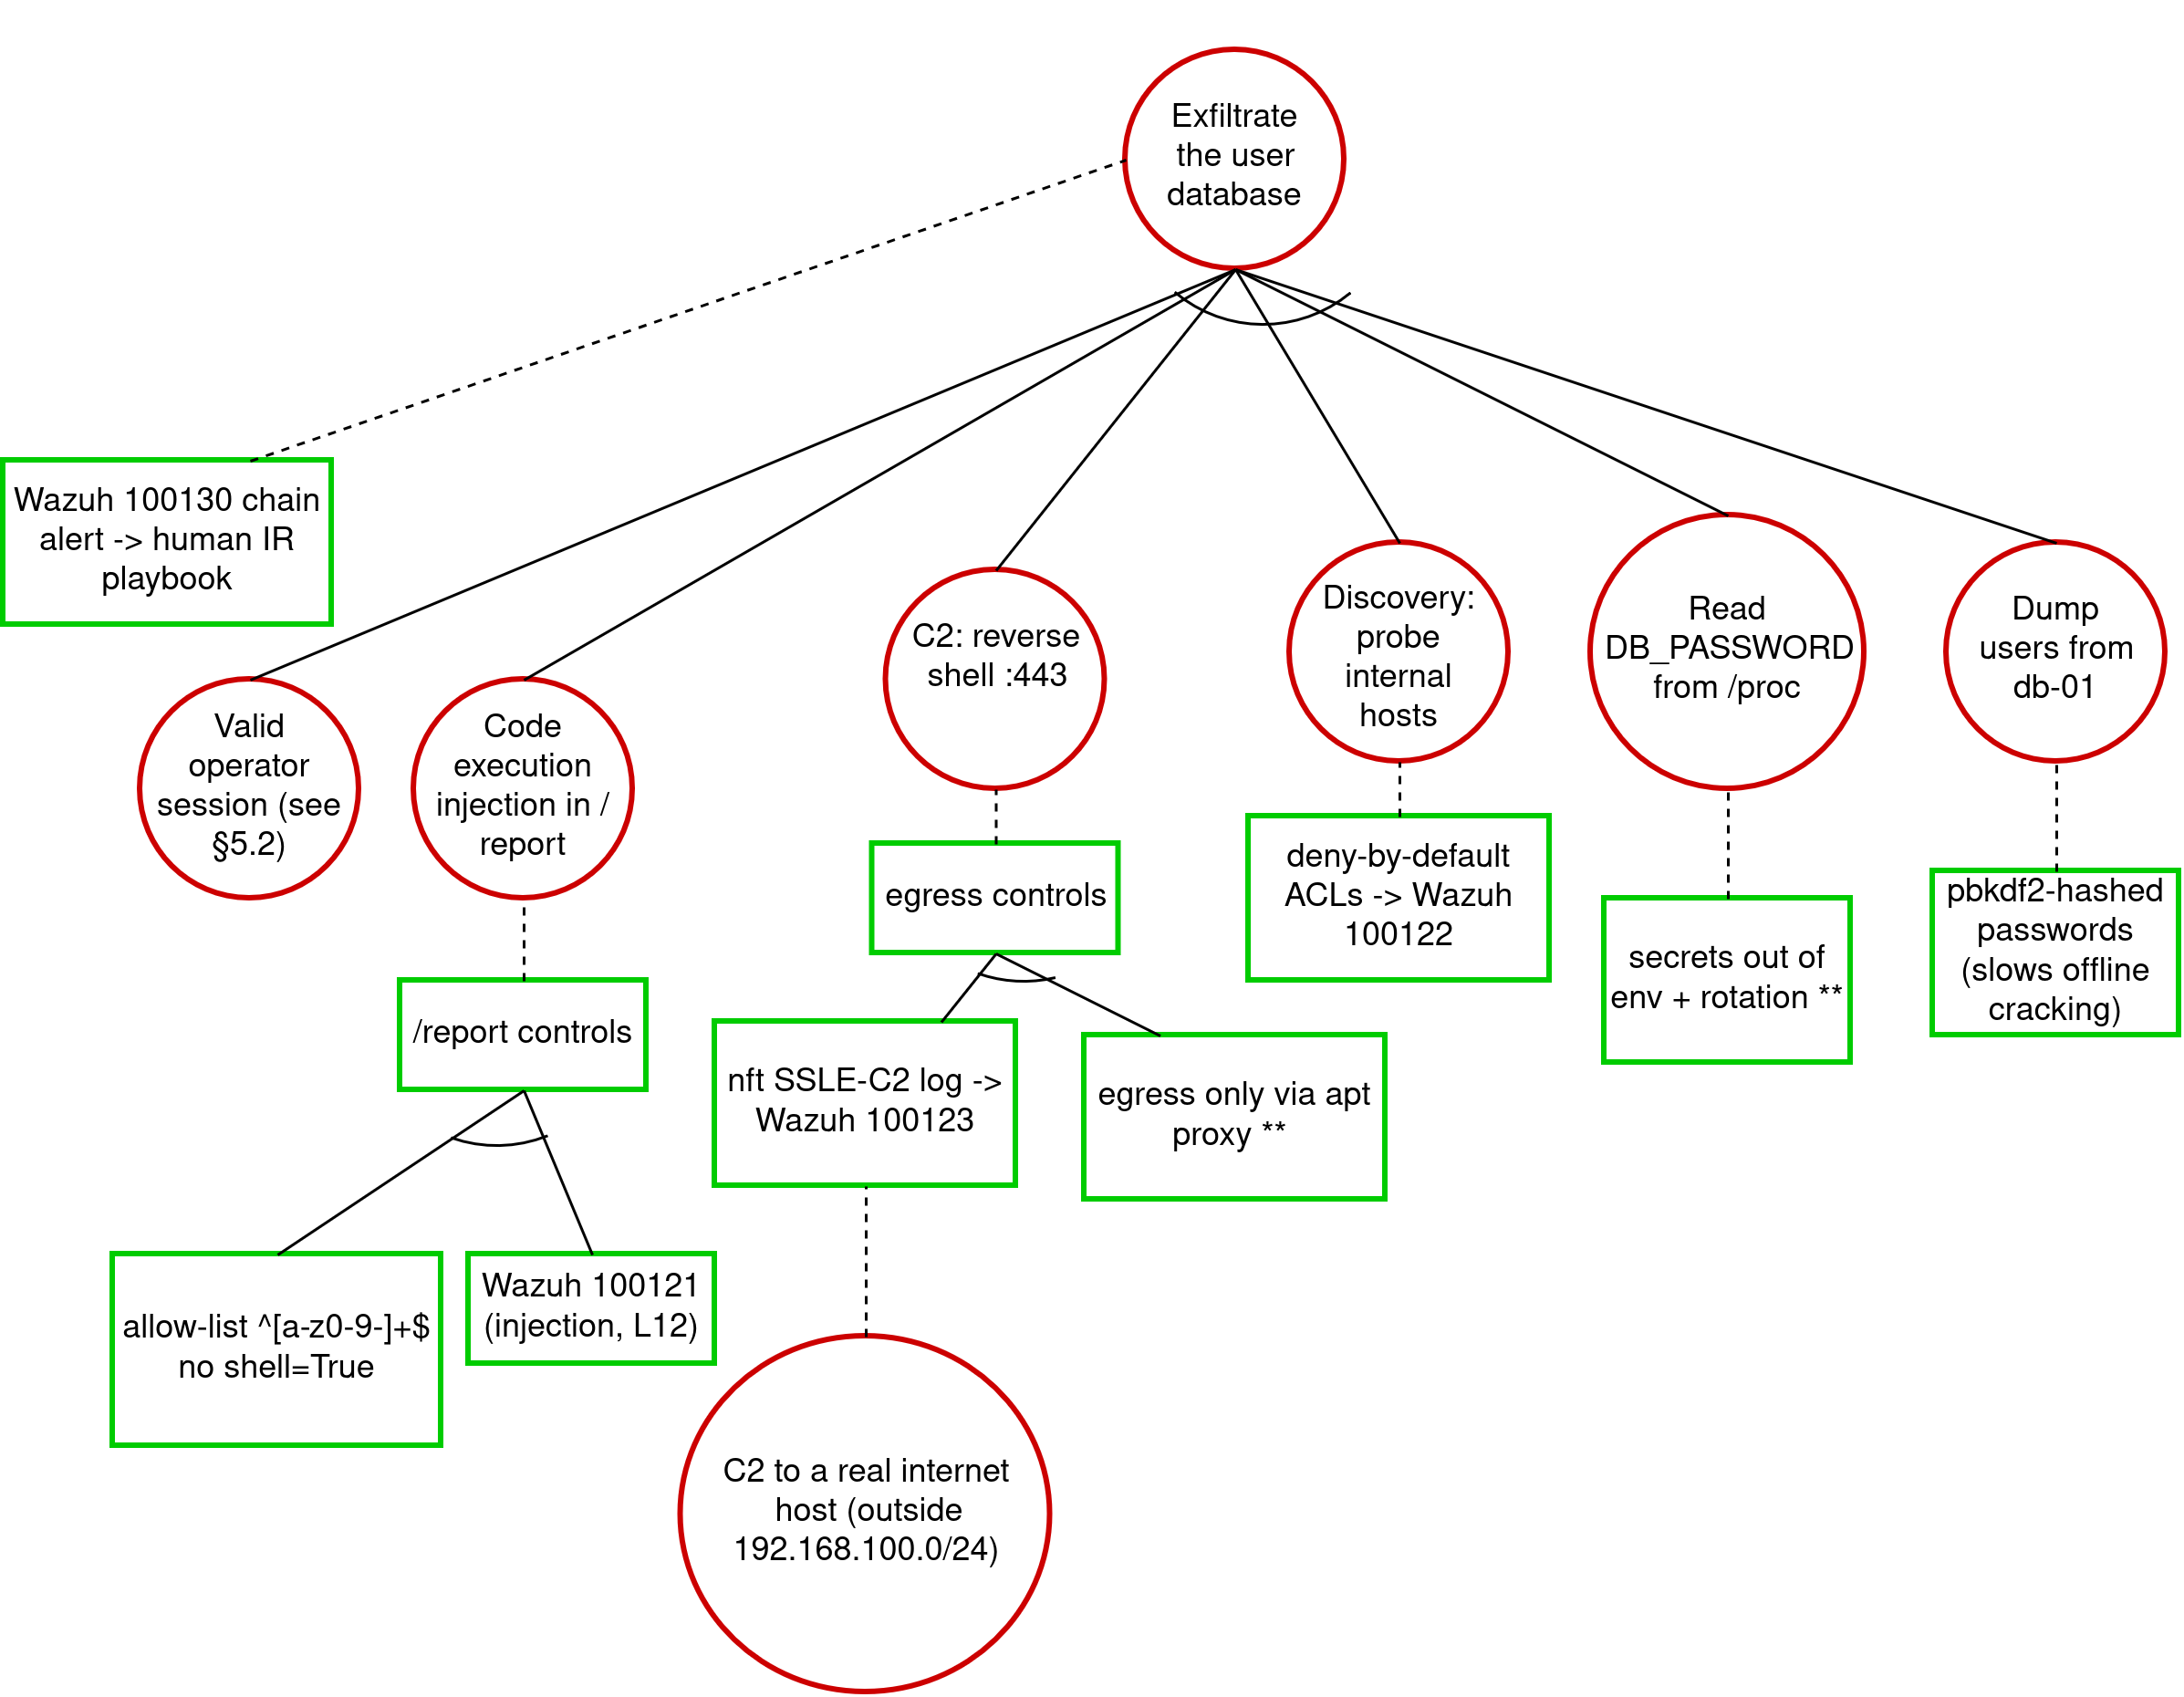 Exfiltrate
the user
database
Wazuh 100130 chain
alert -> human IR
playbook
Valid
operator
session (see
§5.2)
Code
execution
injection in /
report
C2: reverse
shell :443
Discovery:
probe
internal
hosts
Read
DB_PASSWORD
from /proc
Dump
users from
db-01
/report controls
egress controls
deny-by-default
ACLs -> Wazuh
100122
secrets out of
env + rotation **
pbkdf2-hashed
passwords
(slows offline
cracking)
allow-list ^[a-z0-9-]+$
no shell=True
Wazuh 100121
(injection, L12)
nft SSLE-C2 log ->
Wazuh 100123
egress only via apt
proxy **
C2 to a real internet
host (outside
192.168.100.0/24)